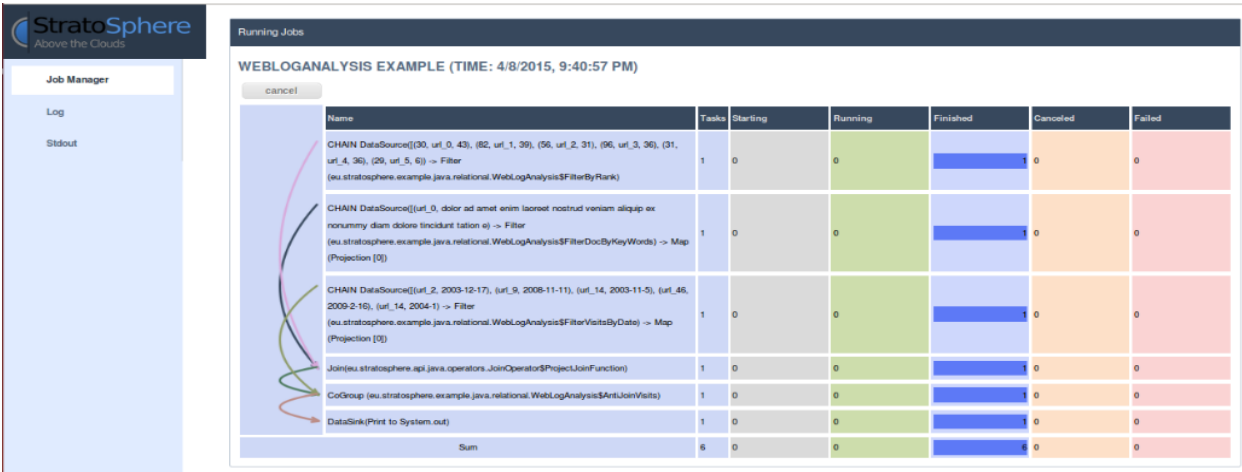 StratoSphere
Above the Clouds
Job Manager
Log
Stdout
Running Jobs
WEBLOGANALYSIS EXAMPLE (TIME: 4/8/2015, 9:40:57 PM)
cancel
Name Tasks Starting Running Finished Canceled Failed
CHAIN DataSource([(30, url_0, 43), (82, url_1, 39), (56, url_2, 31), (96, url_3, 36), (31,
url_4, 36), (29, url_5, 6)) -> Filter
(eu.stratosphere.example.java.relational.WebLogAnalysis$FilterByRank)
1 0 0 1 0 0
CHAIN DataSource([(url_0, dolor ad amet enim laoreet nostrud veniam aliquip ex
nonummy diam dolore tincidunt tation e) -> Filter
(eu.stratosphere.example.java.relational.WebLogAnalysis$FilterDocByKeyWords) -> Map
(Projection [0])
1 0 0 1 0 0
CHAIN DataSource([(url_2, 2003-12-17), (url_9, 2008-11-11), (url_14, 2003-11-5), (url_46,
2009-2-16), (url_14, 2004-1) -> Filter
(eu.stratosphere.example.java.relational.WebLogAnalysis$FilterVisitsByDate) -> Map
(Projection [0])
1 0 0 1 0 0
Join(eu.stratosphere.api.java.operators.JoinOperator$ProjectJoinFunction) 1 0 0 1 0 0
CoGroup (eu.stratosphere.example.java.relational.WebLogAnalysis$AntiJoinVisits) 1 0 0 1 0 0
DataSink(Print to System.out) 1 0 0 1 0 0
Sum 6 0 0 6 0 0